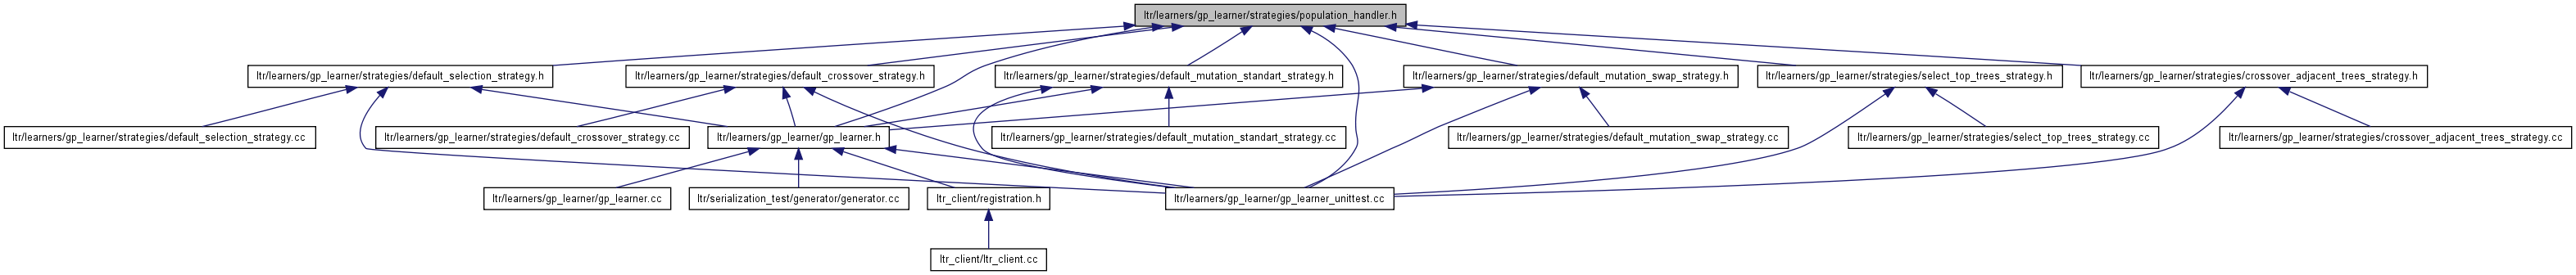 ltr/learners/gp_learner/strategies/population_handler.h
ltr/learners/gp_learner/strategies/default_selection_strategy.h
ltr/learners/gp_learner/strategies/default_crossover_strategy.h
ltr/learners/gp_learner/strategies/default_mutation_standart_strategy.h
ltr/learners/gp_learner/strategies/default_mutation_swap_strategy.h
ltr/learners/gp_learner/strategies/select_top_trees_strategy.h
ltr/learners/gp_learner/strategies/crossover_adjacent_trees_strategy.h
ltr/learners/gp_learner/strategies/default_selection_strategy.cc
ltr/learners/gp_learner/strategies/default_crossover_strategy.cc
ltr/learners/gp_learner/gp_learner.h
ltr/learners/gp_learner/strategies/default_mutation_standart_strategy.cc
ltr/learners/gp_learner/strategies/default_mutation_swap_strategy.cc
ltr/learners/gp_learner/strategies/select_top_trees_strategy.cc
ltr/learners/gp_learner/strategies/crossover_adjacent_trees_strategy.cc
ltr/learners/gp_learner/gp_learner.cc
ltr/serialization_test/generator/generator.cc
ltr_client/registration.h
ltr/learners/gp_learner/gp_learner_unittest.cc
ltr_client/ltr_client.cc